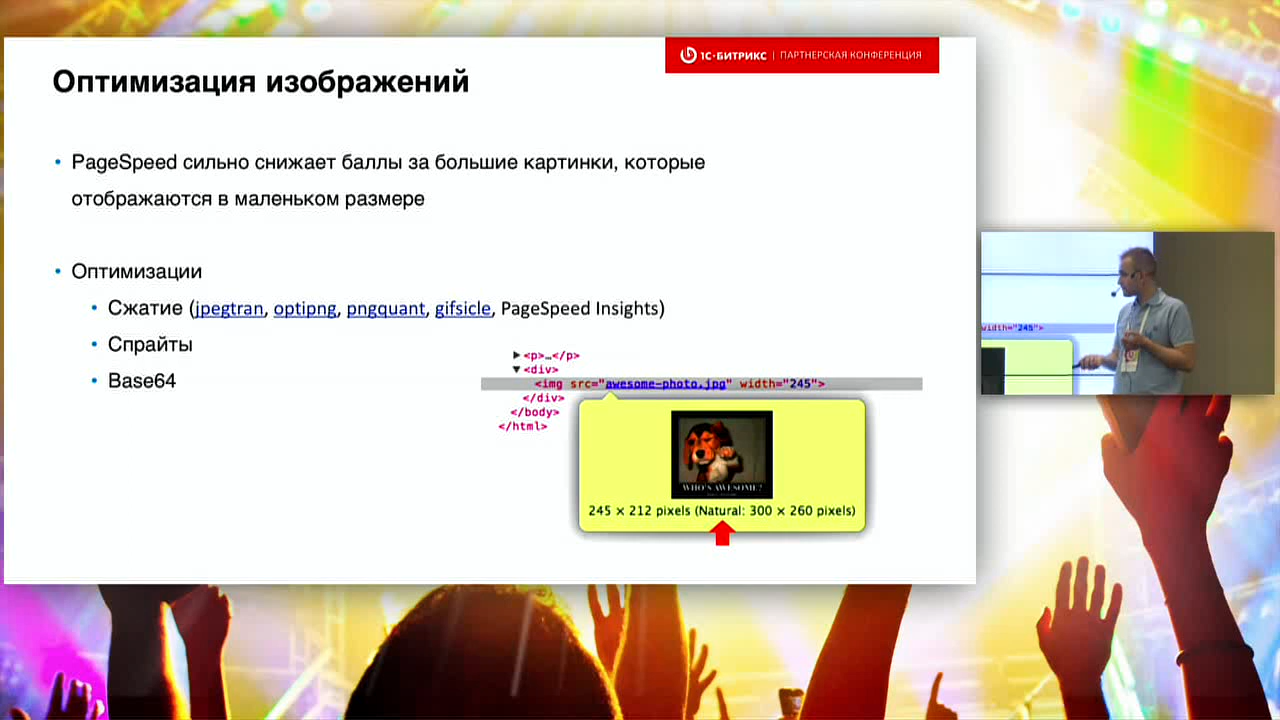 1С-БИТРИКС | ПАРТНЕРСКАЯ КОНФЕРЕНЦИЯ
Оптимизация изображений
• PageSpeed сильно снижает баллы за большие картинки, которые
отображаются в маленьком размере
• Оптимизации
• Сжатие (jpegtran, optipng, pngquant, gifsicle, PageSpeed Insights)
• Спрайты
• Base64
▶<p>…</p>
▼<div>
<img src="awesome-photo.jpg" width="245">
</div>
</body>
</html>
WHO'S AWESOME?
245 × 212 pixels (Natural: 300 × 260 pixels)
width="245">